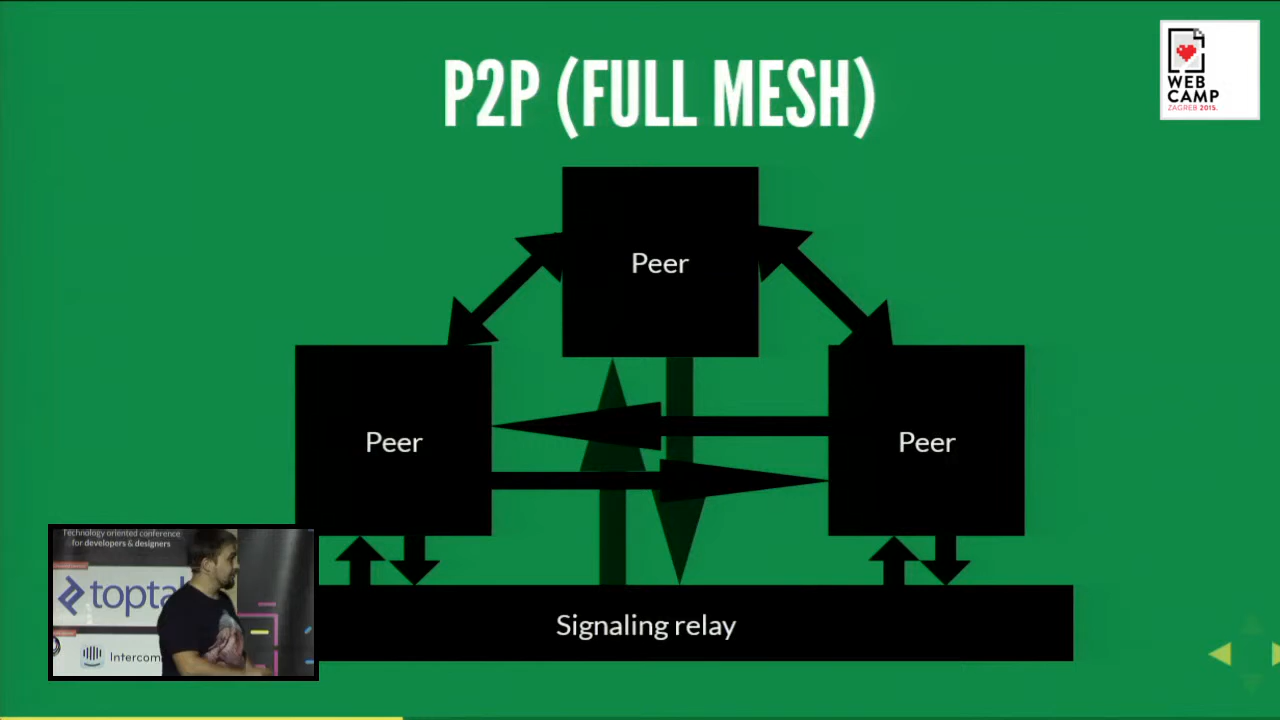 P2P (FULL MESH)
WEB
CAMP
ZAGREB 2015.
Peer
Peer
Peer
Signaling relay
Technology oriented conference
for developers & designers
topta
Intercom